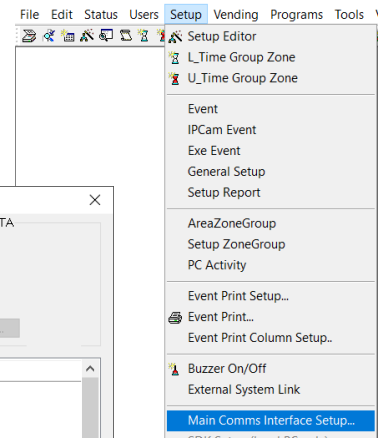 File Edit Status Users Setup Vending Programs Tools
Setup Editor
L_Time Group Zone
U_Time Group Zone
Event
IPCam Event
Exe Event
General Setup
Setup Report
TA
AreaZoneGroup
Setup ZoneGroup
PC Activity
Event Print Setup...
Event Print...
Event Print Column Setup..
Buzzer On/Off
External System Link
Main Comms Interface Setup...